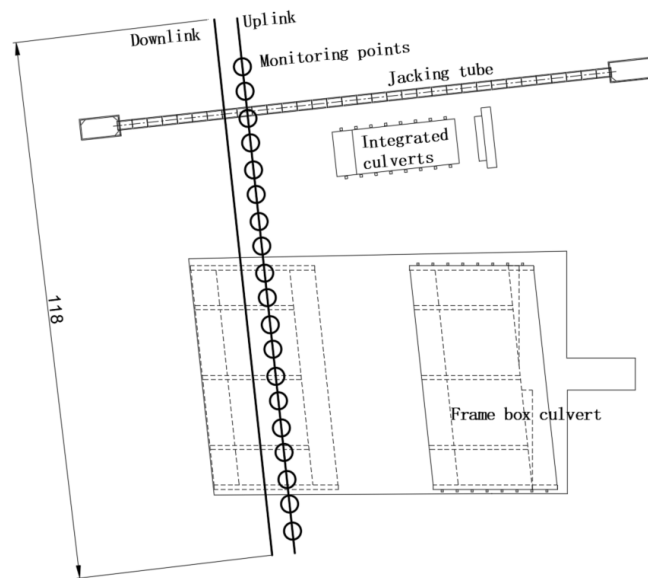 Uplink
Downlink
Monitoring points
Jacking tube
Integrated
culverts
118
Frame box culvert